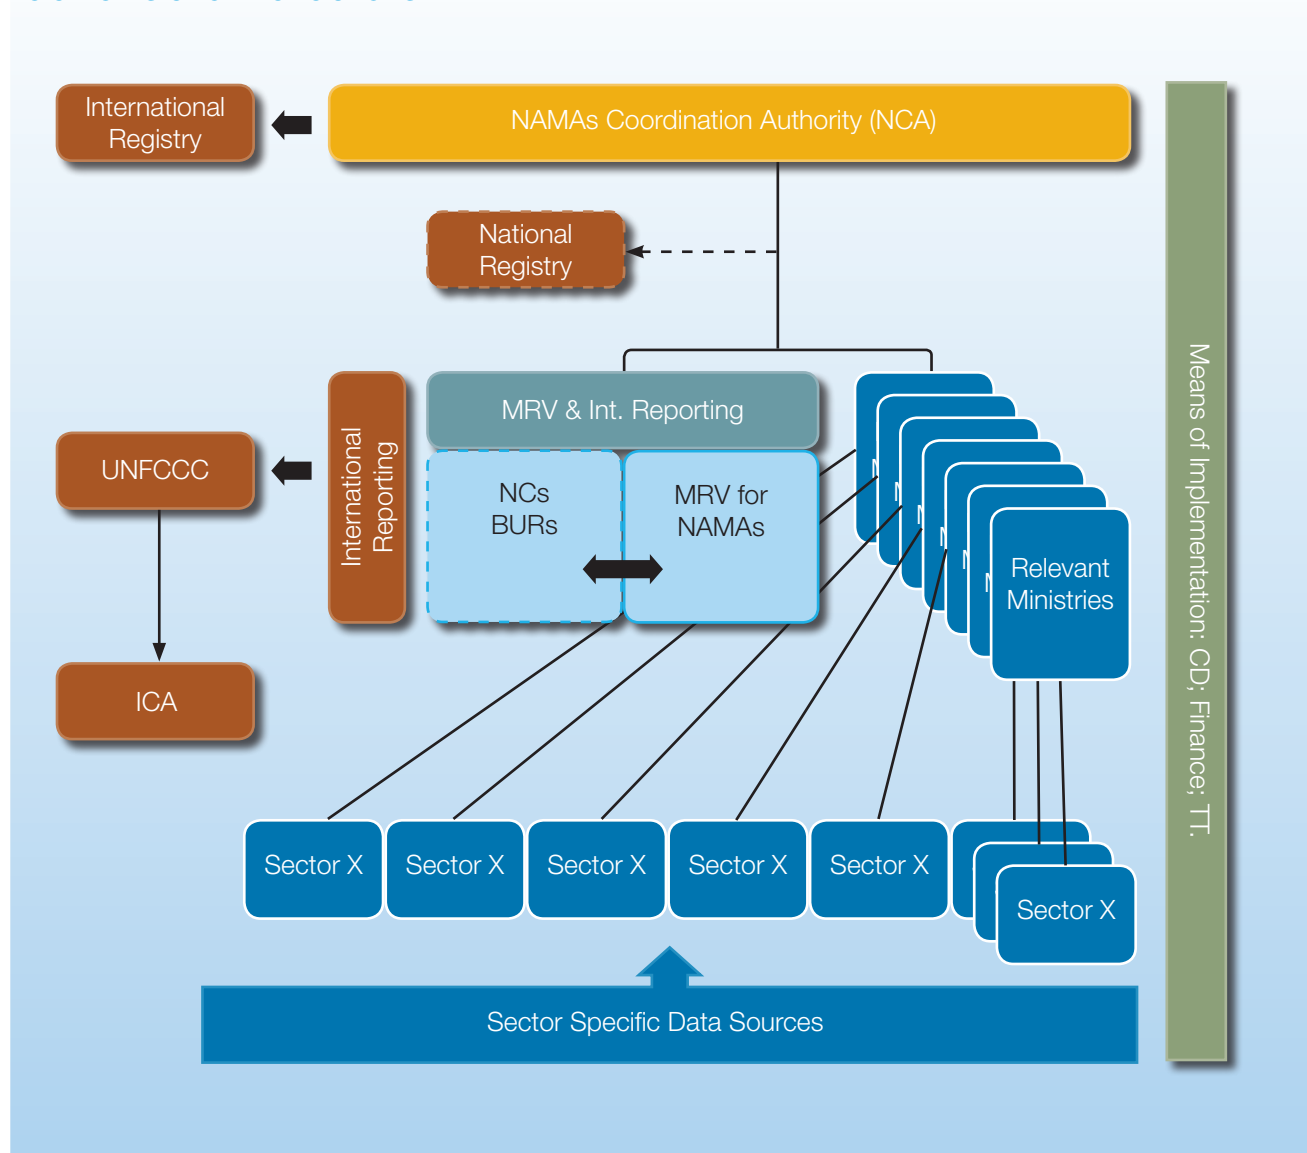 International
Registry
NAMAs Coordination Authority (NCA)
National
Registry
MRV & Int. Reporting
International
Reporting
UNFCCC
NCs
BURs
MRV for
NAMAs
Relevant
Ministries
ICA
Means of Implementation: CD; Finance; TT.
Sector X
Sector X
Sector X
Sector X
Sector X
Sector X
Sector Specific Data Sources